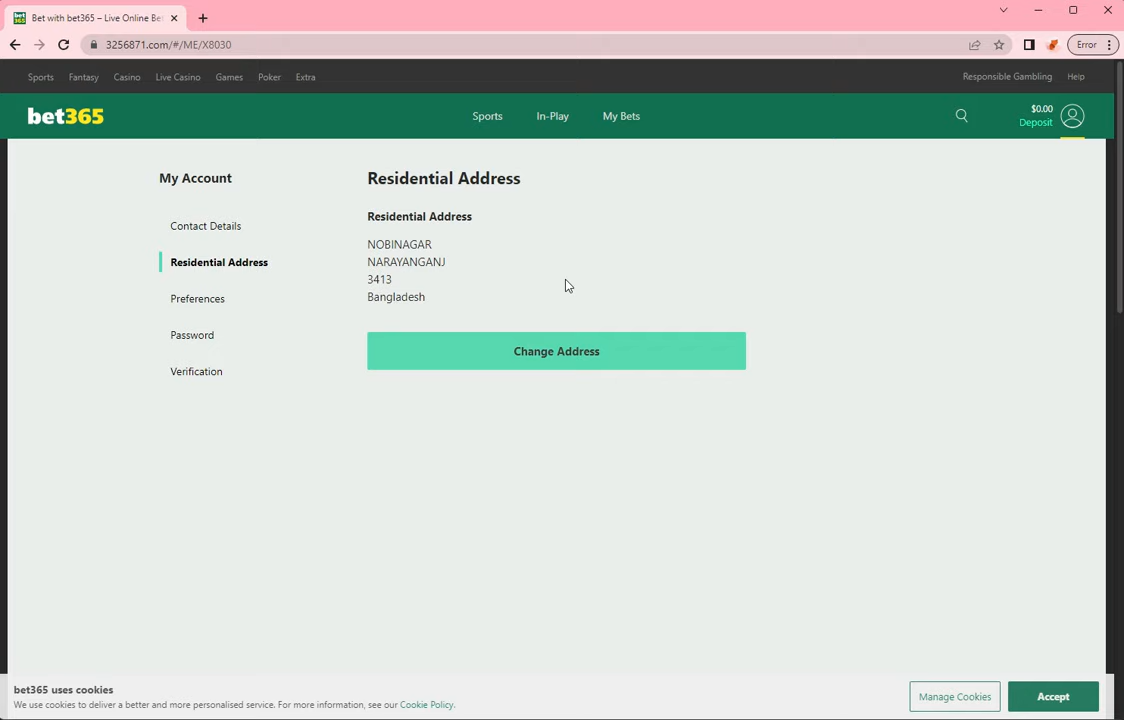 Bet with bet365 – Live Online Bet
3256871.com/#/ME/X8030
Error
Sports Fantasy Casino Live Casino Games Poker Extra
Responsible Gambling Help
bet365
Sports In-Play My Bets
$0.00
Deposit
My Account
Contact Details
Residential Address
Preferences
Password
Verification
Residential Address
Residential Address
NOBINAGAR
NARAYANGANJ
3413
Bangladesh
Change Address
bet365 uses cookies
We use cookies to deliver a better and more personalised service. For more information, see our Cookie Policy.
Manage Cookies
Accept